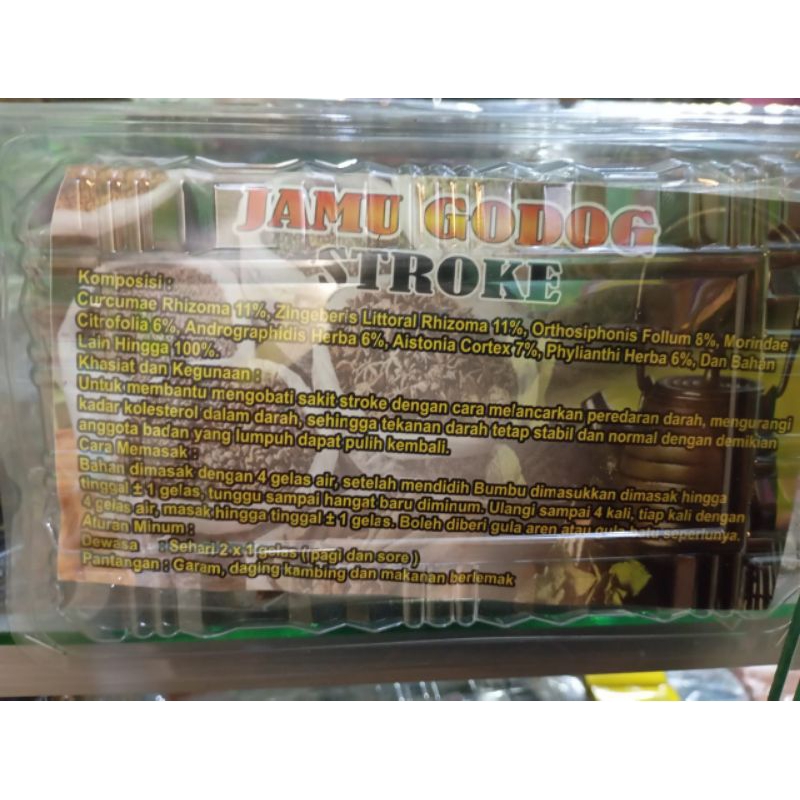 JAMU GODOG
STROKE
Komposisi :
Curcumae Rhizoma 11%, Zingeberis Littoral Rhizoma 11%, Orthosiphonis Follum 8%, Morindae
Citrofolia 6%, Andrographidis Herba 6%, Aistonia Cortex 7%, Phylianthi Herba 6%, Dan Bahan
Lain Hingga 100%.
Khasiat dan Kegunaan :
Untuk membantu mengobati sakit stroke dengan cara melancarkan peredaran darah, mengurangi
kadar kolesterol dalam darah, sehingga tekanan darah tetap stabil dan normal dengan demikian
anggota badan yang lumpuh dapat pulih kembali.
Cara Memasak :
Bahan dimasak dengan 4 gelas air, setelah mendidih Bumbu dimasukkan dimasak hingga
tinggal ± 1 gelas, tunggu sampai hangat baru diminum. Ulangi sampai 4 kali, tiap kali dengan
4 gelas air, masak hingga tinggal ± 1 gelas. Boleh diberi gula aren atau gula batu seperlunya.
Aturan Minum :
Dewasa : Sehari 2 x 1 gelas ( pagi dan sore )
Pantangan : Garam, daging kambing dan makanan berlemak